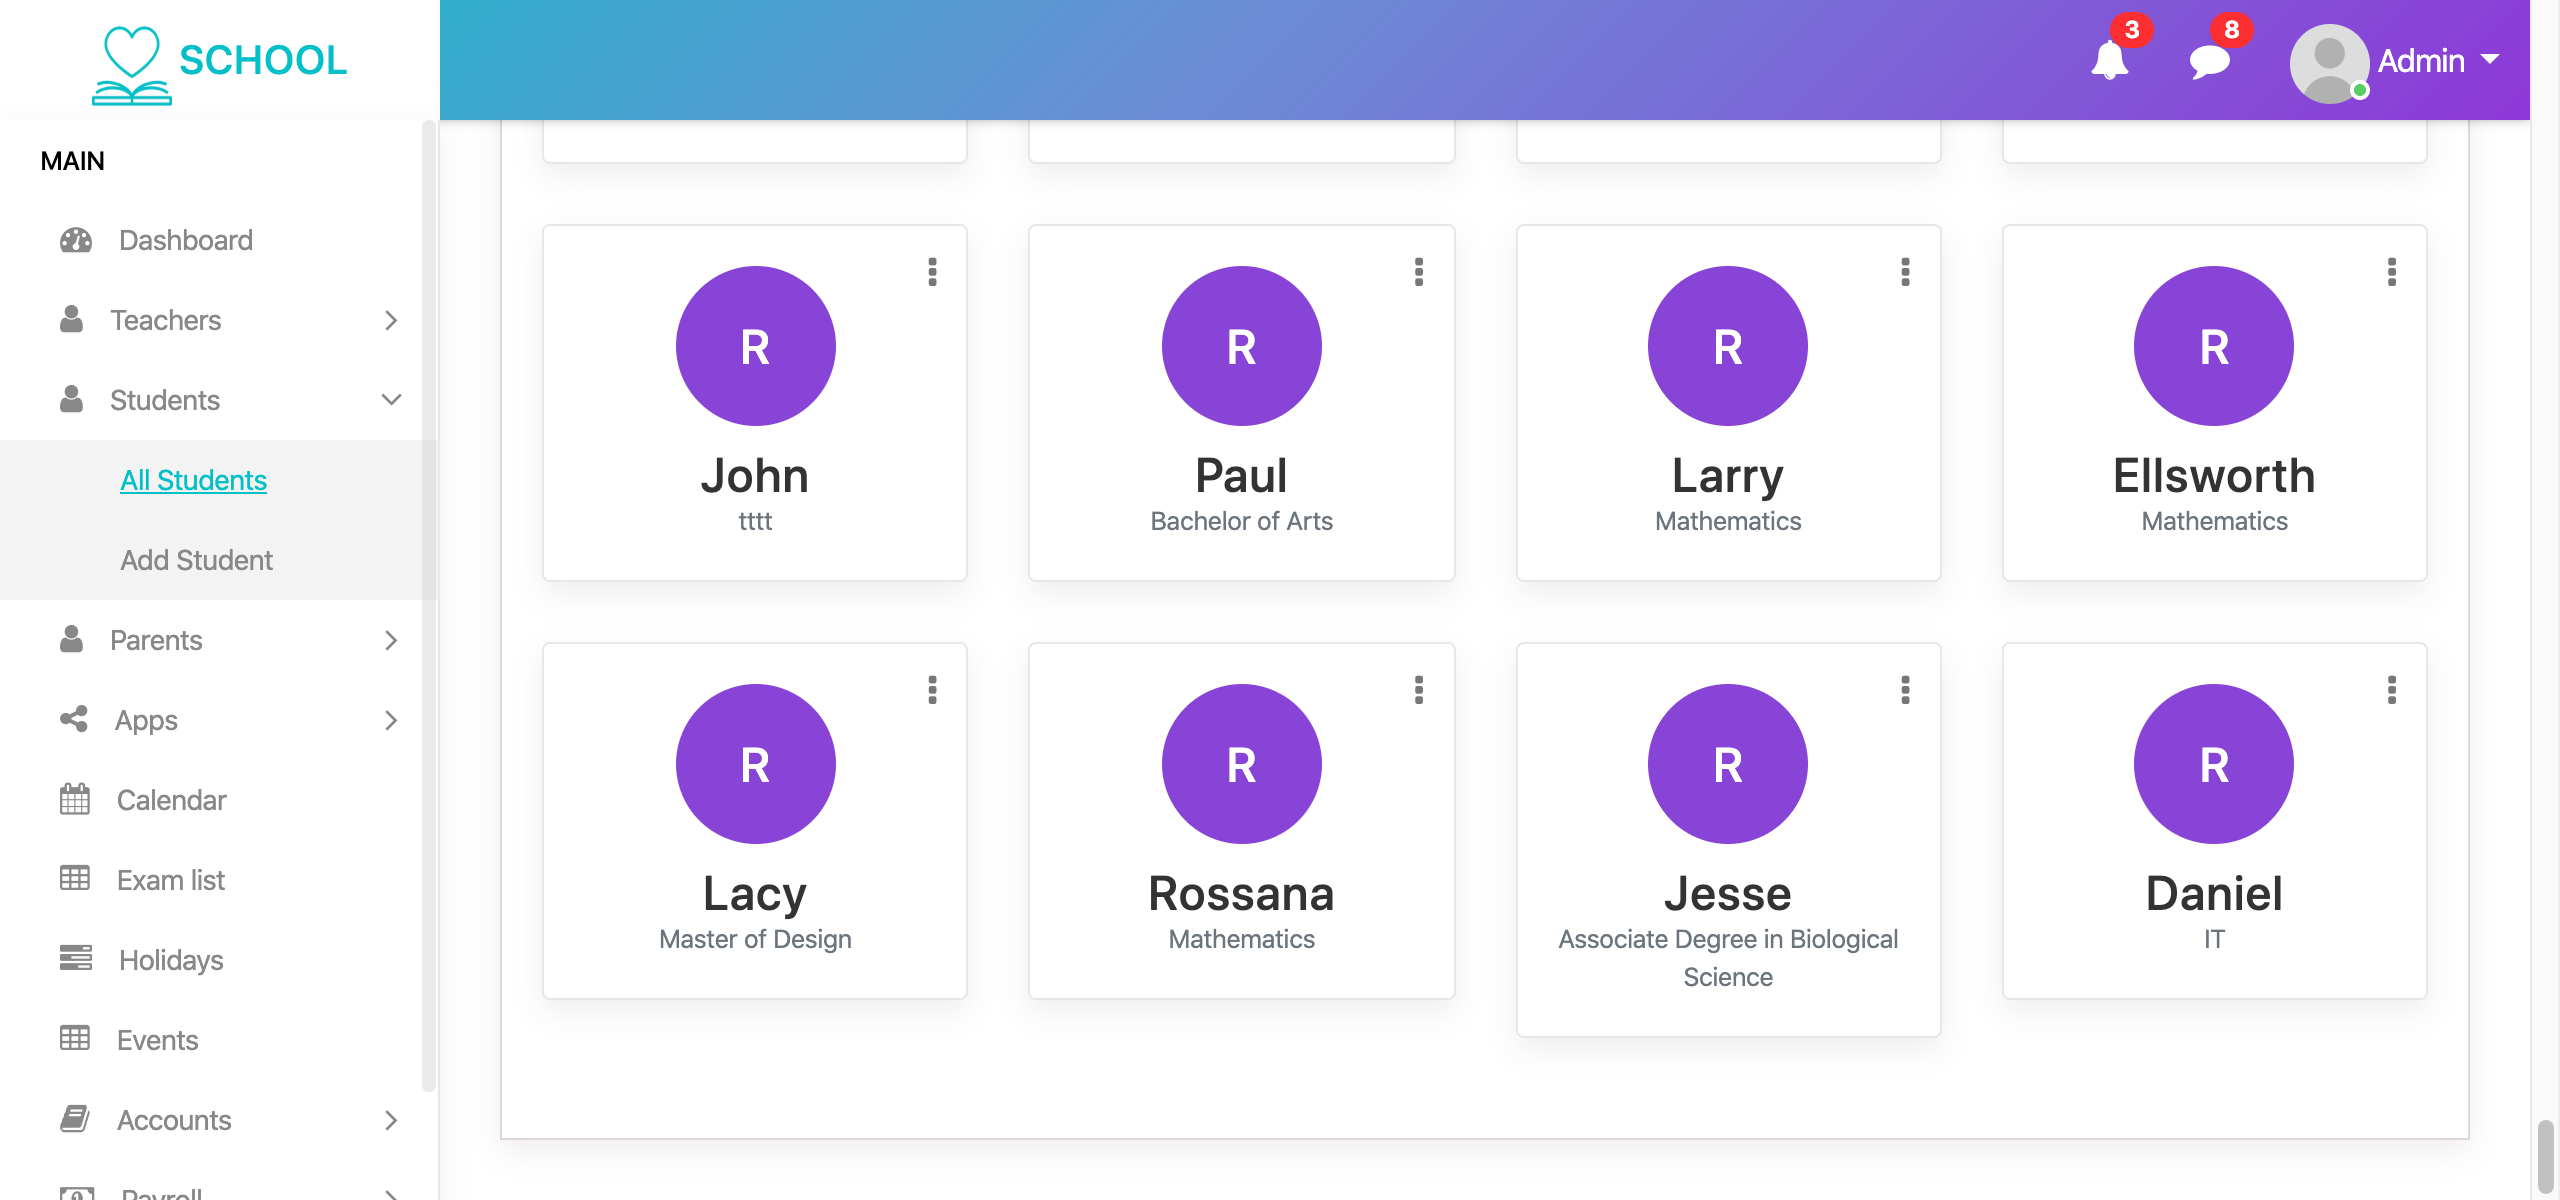 SCHOOL
3
8
Admin
MAIN
Dashboard
Teachers
Students
All Students
Add Student
Parents
Apps
Calendar
Exam list
Holidays
Events
Accounts
Payroll
R
John
tttt
R
Paul
Bachelor of Arts
R
Larry
Mathematics
R
Ellsworth
Mathematics
R
Lacy
Master of Design
R
Rossana
Mathematics
R
Jesse
Associate Degree in Biological
Science
R
Daniel
IT